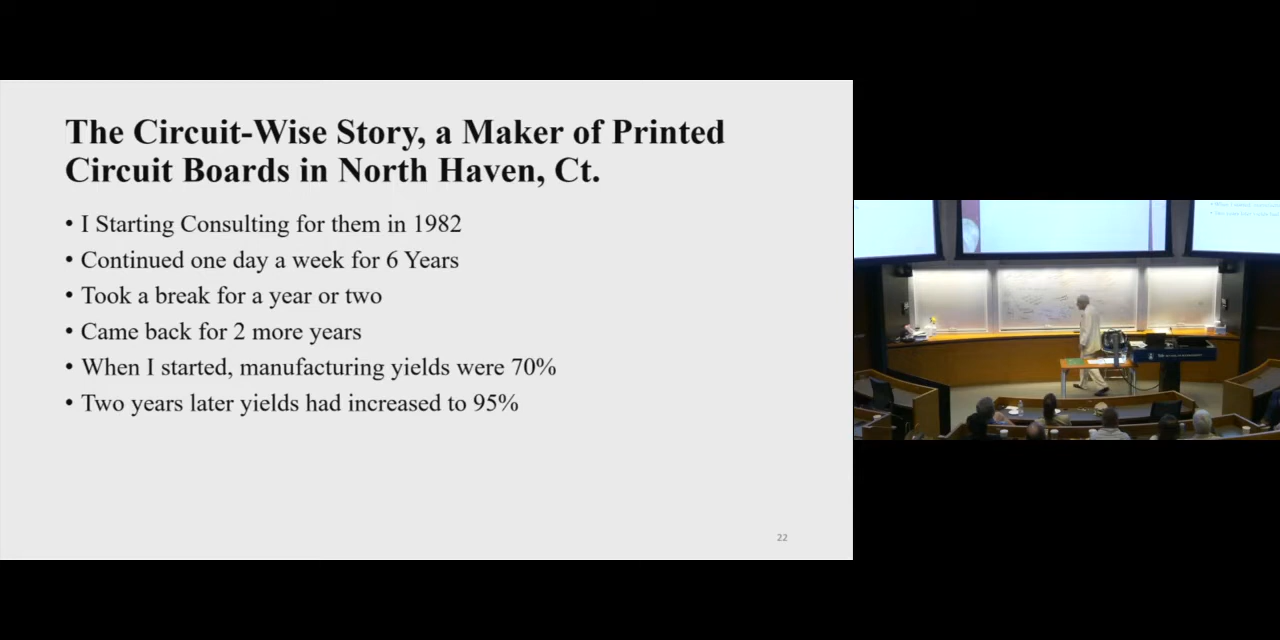 The Circuit-Wise Story, a Maker of Printed
Circuit Boards in North Haven, Ct.
• I Starting Consulting for them in 1982
• Continued one day a week for 6 Years
• Took a break for a year or two
• Came back for 2 more years
• When I started, manufacturing yields were 70%
• Two years later yields had increased to 95%
22